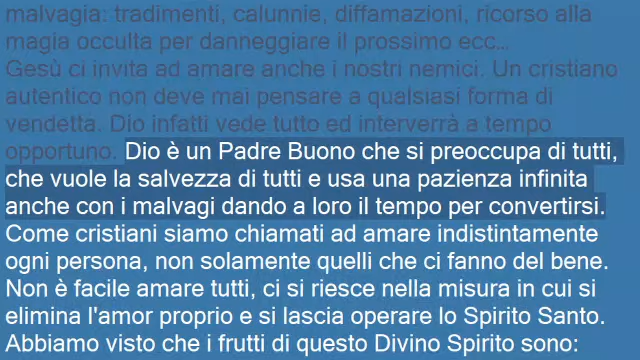 malvagia: tradimenti, calunnie, diffamazioni, ricorso alla
magia occulta per danneggiare il prossimo ecc...
Gesù ci invita ad amare anche i nostri nemici. Un cristiano
autentico non deve mai pensare a qualsiasi forma di
vendetta. Dio infatti vede tutto ed interverrà a tempo
opportuno. Dio è un Padre Buono che si preoccupa di tutti,
che vuole la salvezza di tutti e usa una pazienza infinita
anche con i malvagi dando a loro il tempo per convertirsi.
Come cristiani siamo chiamati ad amare indistintamente
ogni persona, non solamente quelli che ci fanno del bene.
Non è facile amare tutti, ci si riesce nella misura in cui si
elimina l'amor proprio e si lascia operare lo Spirito Santo.
Abbiamo visto che i frutti di questo Divino Spirito sono: